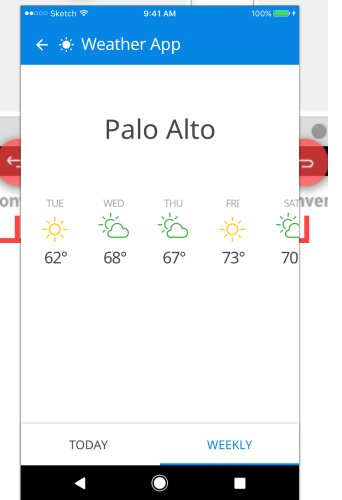 Sketch 9:41 AM 100%
Weather App
Palo Alto
TUE WED THU FRI SAT
62° 68° 67° 73° 70
TODAY WEEKLY